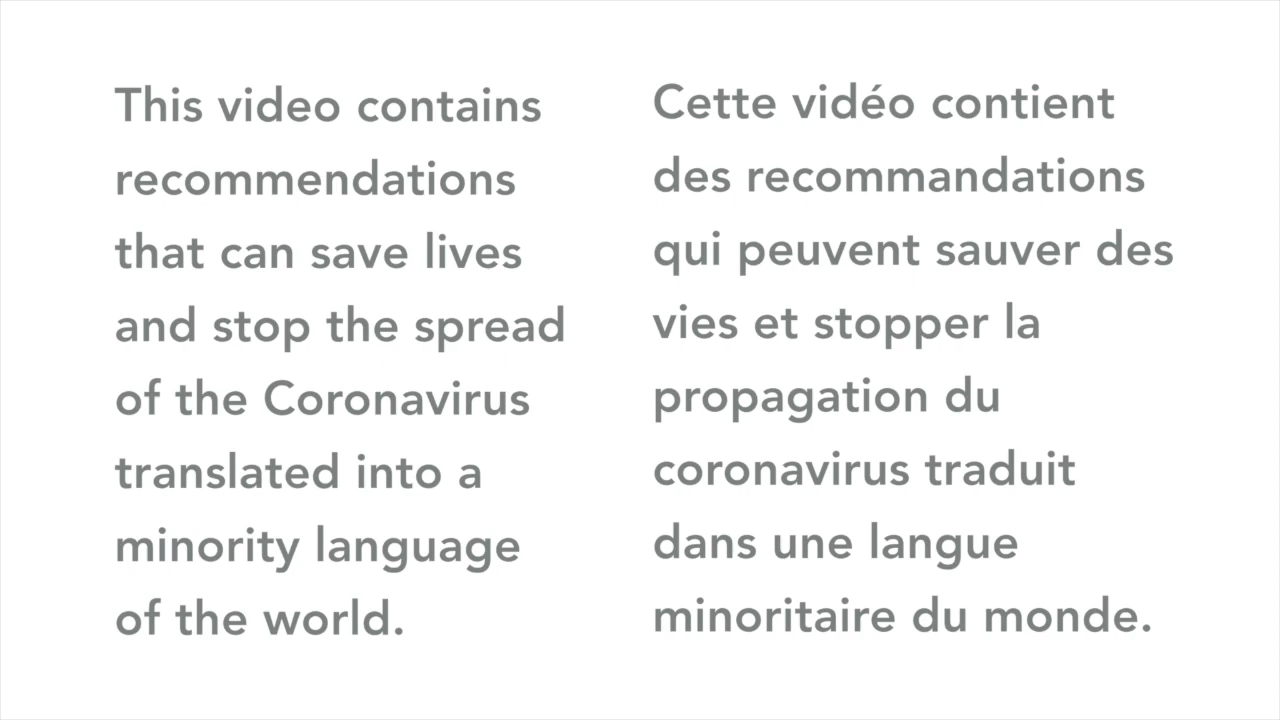 This video contains
recommendations
that can save lives
and stop the spread
of the Coronavirus
translated into a
minority language
of the world.
Cette vidéo contient
des recommandations
qui peuvent sauver des
vies et stopper la
propagation du
coronavirus traduit
dans une langue
minoritaire du monde.